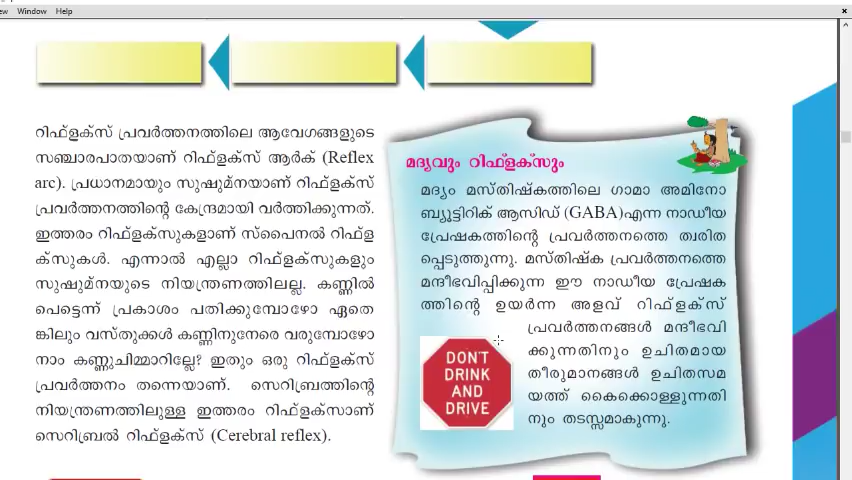 Window Help
റിഫ്ളക്സ് പ്രവർത്തനത്തിലെ ആവേഗങ്ങളുടെ
സഞ്ചാരപാതയാണ് റിഫ്ളക്സ് ആർക് (Reflex
arc). പ്രധാനമായും സുഷുമ്നയാണ് റിഫ്ളക്സ്
പ്രവർത്തനത്തിന്റെ കേന്ദ്രമായി വർത്തിക്കുന്നത്.
ഇത്തരം റിഫ്ളക്സുകളാണ് സ്പൈനൽ റിഫ്ള
ക്സുകൾ. എന്നാൽ എല്ലാ റിഫ്ളക്സുകളും
സുഷുമ്നയുടെ നിയന്ത്രണത്തിലല്ല. കണ്ണിൽ
പെട്ടെന്ന് പ്രകാശം പതിക്കുമ്പോഴോ ഏതെ
ങ്കിലും വസ്തുക്കൾ കണ്ണിനുനേരെ വരുമ്പോഴോ
നാം കണ്ണുചിമ്മാറില്ലേ? ഇതും ഒരു റിഫ്ളക്സ്
പ്രവർത്തനം തന്നെയാണ്. സെറിബ്രത്തിന്റെ
നിയന്ത്രണത്തിലുള്ള ഇത്തരം റിഫ്ളക്സാണ്
സെറിബ്രൽ റിഫ്ളക്സ് (Cerebral reflex).
മദ്യവും റിഫ്ളക്സും
മദ്യം മസ്തിഷ്കത്തിലെ ഗാമാ അമിനോ
ബ്യൂട്ടിറിക് ആസിഡ് (GABA)എന്ന നാഡീയ
പ്രേഷകത്തിന്റെ പ്രവർത്തനത്തെ ത്വരിത
പ്പെടുത്തുന്നു. മസ്തിഷ്ക പ്രവർത്തനത്തെ
മന്ദീഭവിപ്പിക്കുന്ന ഈ നാഡീയ പ്രേഷക
ത്തിന്റെ ഉയർന്ന അളവ് റിഫ്ളക്സ്
പ്രവർത്തനങ്ങൾ മന്ദീഭവി
ക്കുന്നതിനും ഉചിതമായ
തീരുമാനങ്ങൾ ഉചിതസമ
യത്ത് കൈക്കൊള്ളുന്നതി
നും തടസ്സമാകുന്നു.
DON'T
DRINK
AND
DRIVE